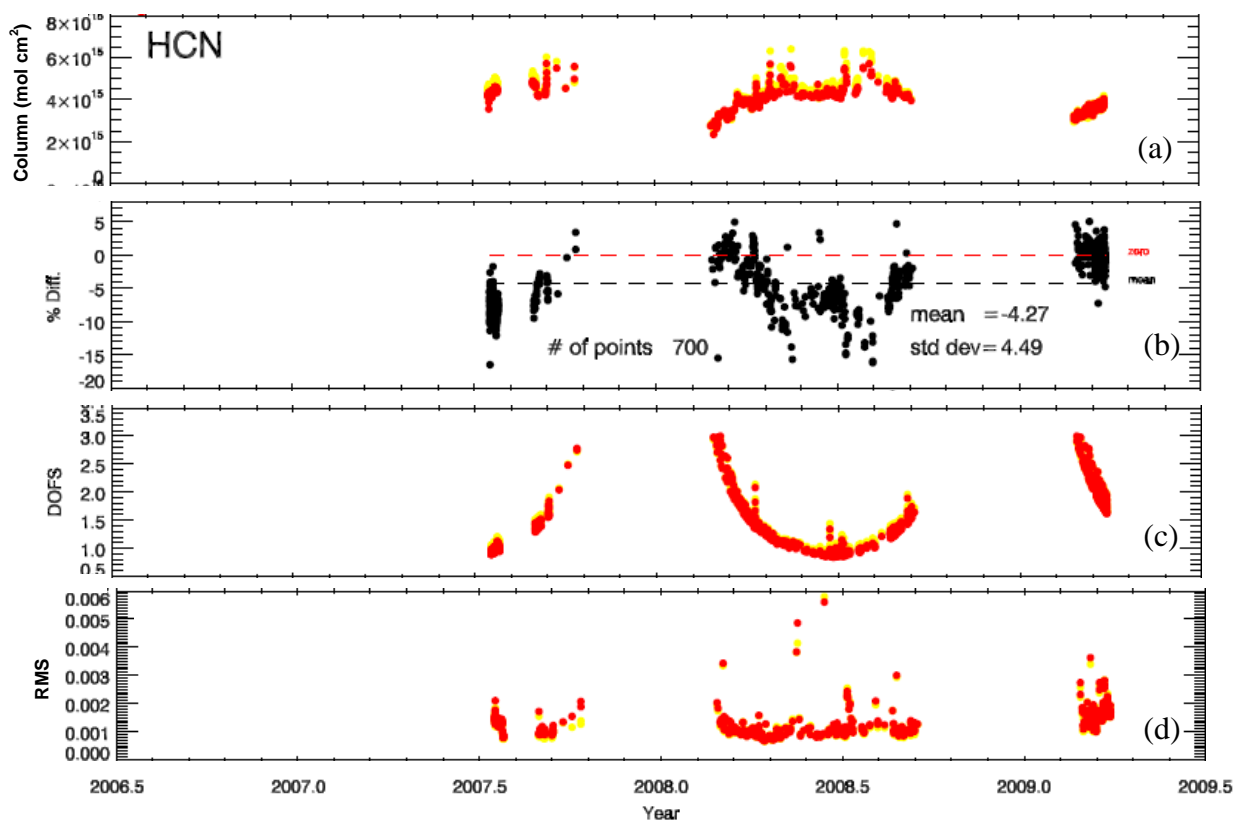 HCN
Column (mol cm²)
8×10¹⁵
6×10¹⁵
4×10¹⁵
2×10¹⁵
0
(a)
% Diff.
5
0
-5
-10
-15
-20
zero
mean
mean =-4.27
# of points 700
std dev=4.49
(b)
DOFS
3.5
3.0
2.5
2.0
1.5
1.0
0.5
(c)
RMS
0.006
0.005
0.004
0.003
0.002
0.001
0.000
(d)
2006.5 2007.0 2007.5 2008.0 2008.5 2009.0 2009.5
Year